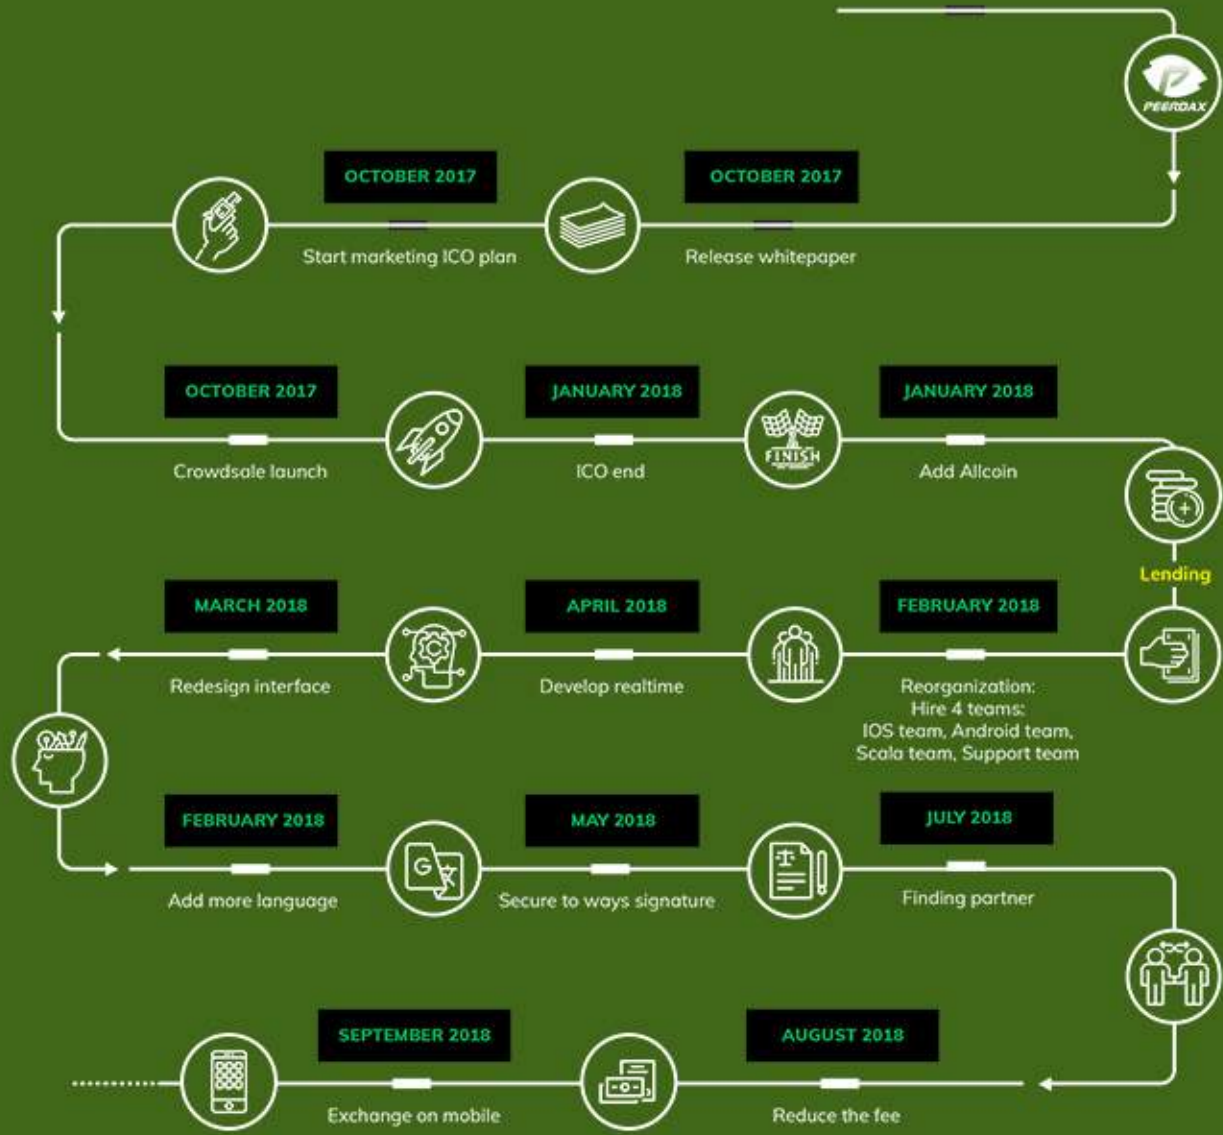 PEERDAX
OCTOBER 2017
Release whitepaper
OCTOBER 2017
Start marketing ICO plan
OCTOBER 2017
Crowdsale launch
JANUARY 2018
ICO end
FINISH
JANUARY 2018
Add Allcoin
Lending
FEBRUARY 2018
Reorganization:
Hire 4 teams:
IOS team, Android team,
Scala team, Support team
APRIL 2018
Develop realtime
MARCH 2018
Redesign interface
FEBRUARY 2018
Add more language
G
MAY 2018
Secure to ways signature
JULY 2018
Finding partner
AUGUST 2018
Reduce the fee
SEPTEMBER 2018
Exchange on mobile